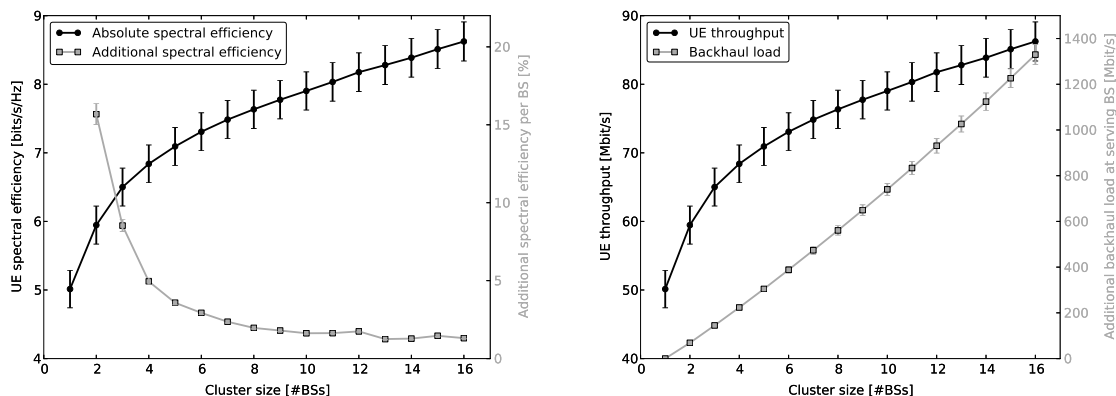 Absolute spectral efficiency
Additional spectral efficiency
9
8
7
6
5
4
UE spectral efficiency [bits/s/Hz]
20
15
10
5
0
Additional spectral efficiency per BS [%]
0 2 4 6 8 10 12 14 16
Cluster size [#BSs]
UE throughput
Backhaul load
90
80
70
60
50
40
UE throughput [Mbit/s]
1400
1200
1000
800
600
400
200
0
Additional backhaul load at serving BS [Mbit/s]
0 2 4 6 8 10 12 14 16
Cluster size [#BSs]